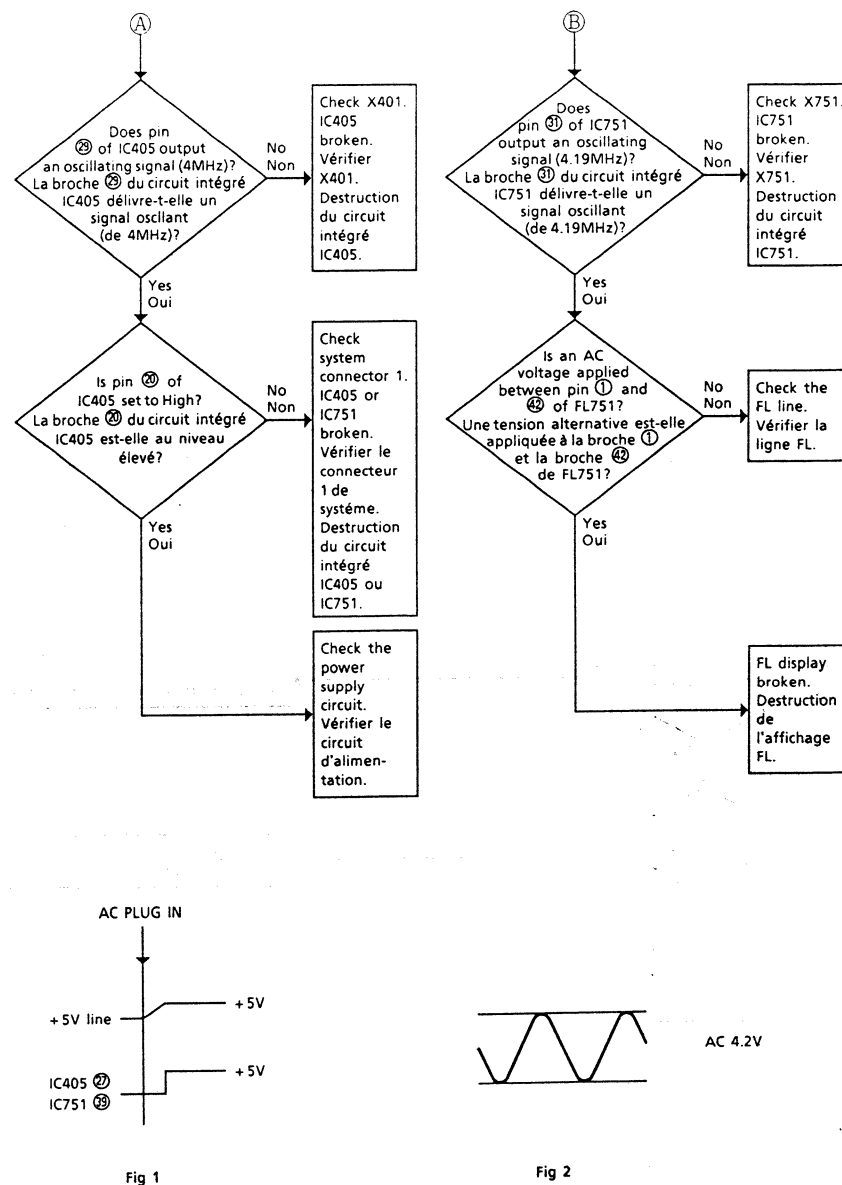 Ⓐ
Does pin
㉙ of IC405 output
an oscillating signal (4MHz)?
La broche ㉙ du circuit intégré
IC405 délivre-t-elle un
signal oscllant
(de 4MHz)?
No
Non
Check X401.
IC405
broken.
Vérifier
X401.
Destruction
du circuit
intégré
IC405.
Yes
Oui
Is pin ⑳ of
IC405 set to High?
La broche ⑳ du circuit intégré
IC405 est-elle au niveau
élevé?
No
Non
Check
system
connector 1.
IC405 or
IC751
broken.
Vérifier le
connecteur
1 de
systéme.
Destruction
du circuit
intégré
IC405 ou
IC751.
Yes
Oui
Check the
power
supply
circuit.
Vérifier le
circuit
d'alimen-
tation.
Ⓑ
Does
pin ㉛ of IC751
output an oscillating
signal (4.19MHz)?
La broche ㉛ du circuit intégré
IC751 délivre-t-elle un
signal oscillant
(de 4.19MHz)?
No
Non
Check X751.
IC751
broken.
Vérifier
X751.
Destruction
du circuit
intégré
IC751.
Yes
Oui
Is an AC
voltage applied
between pin ① and
㊷ of FL751?
Une tension alternative est-elle
appliquée à la broche ①
et la broche ㊷
de FL751?
No
Non
Check the
FL line.
Vérifier la
ligne FL.
Yes
Oui
FL display
broken.
Destruction
de
l'affichage
FL.
AC PLUG IN
+5V line
+5V
IC405 ㉗
IC751 ㊴
+5V
Fig 1
AC 4.2V
Fig 2